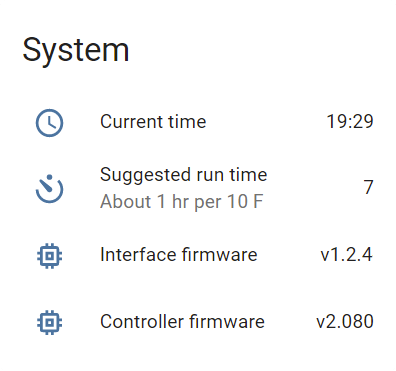 System
Current time 19:29
Suggested run time 7
About 1 hr per 10 F
Interface firmware v1.2.4
Controller firmware v2.080